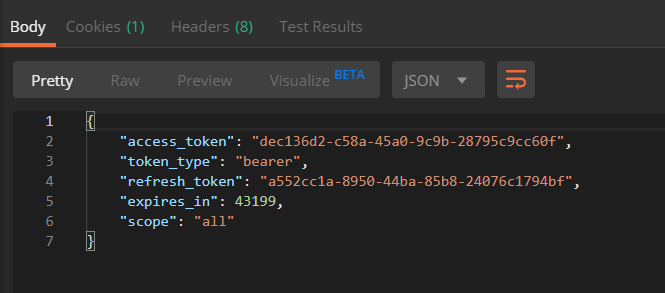 Body Cookies (1) Headers (8) Test Results
Pretty Raw Preview Visualize BETA JSON
1 {
2 "access_token": "dec136d2-c58a-45a0-9c9b-28795c9cc60f",
3 "token_type": "bearer",
4 "refresh_token": "a552cc1a-8950-44ba-85b8-24076c1794bf",
5 "expires_in": 43199,
6 "scope": "all"
7 }